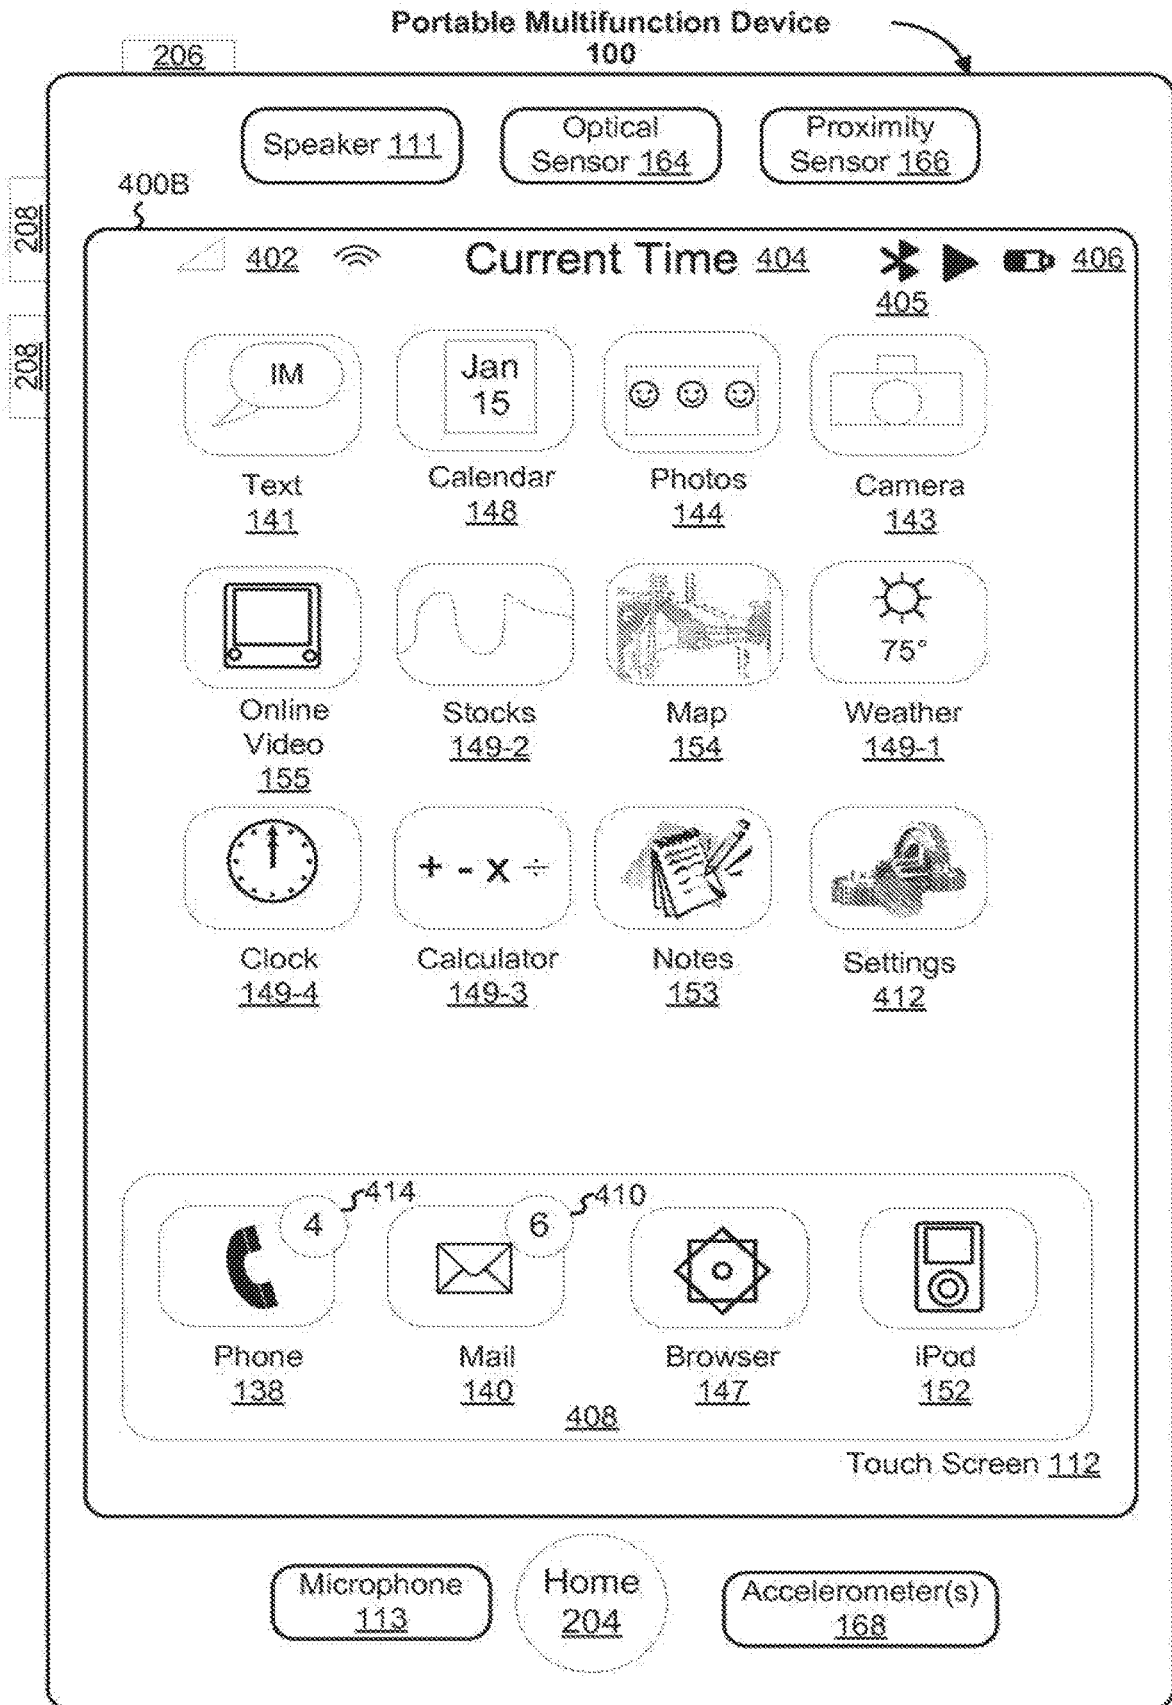 Portable Multifunction Device
100
206
Speaker 111
Optical
Sensor 164
Proximity
Sensor 166
400B
208
208
402
Current Time 404
406
405
IM
Jan
15
Text
141
Calendar
148
Photos
144
Camera
143
75°
Online
Video
155
Stocks
149-2
Map
154
Weather
149-1
+ - x ÷
Clock
149-4
Calculator
149-3
Notes
153
Settings
412
4
414
6
410
Phone
138
Mail
140
Browser
147
iPod
152
408
Touch Screen 112
Microphone
113
Home
204
Accelerometer(s)
168